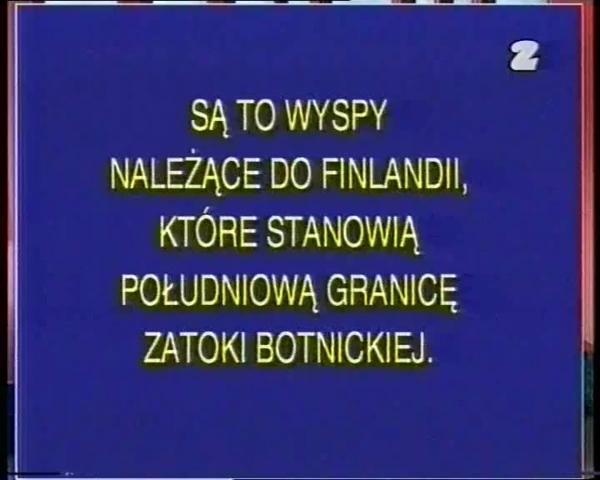 2
SĄ TO WYSPY
NALEŻĄCE DO FINLANDII,
KTÓRE STANOWIĄ
POŁUDNIOWĄ GRANICĘ
ZATOKI BOTNICKIEJ.